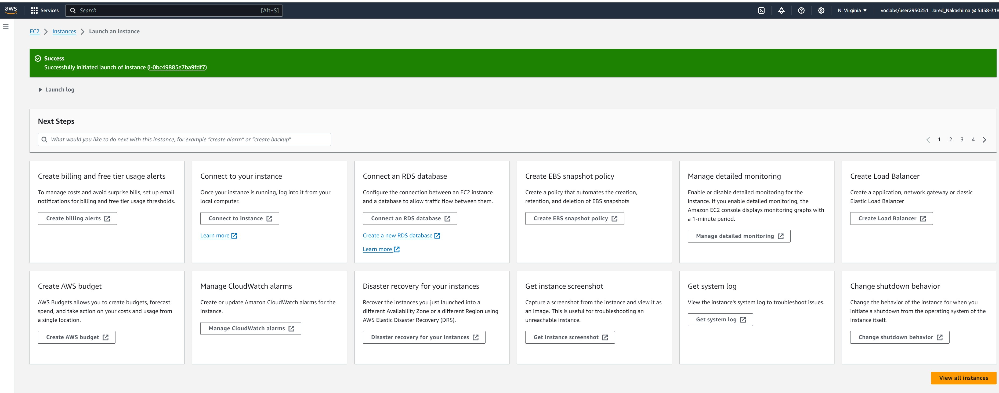 aws
Services
Search
[Alt+S]
N. Virginia
voclabs/user2950251=Jared_Nakashima @ 5458-318
EC2
Instances
Launch an instance
Success
Successfully initiated launch of instance (i-0bc49885e7ba9fdf7)
Launch log
Next Steps
What would you like to do next with this instance, for example “create alarm” or “create backup"
1 2 3 4
Create billing and free tier usage alerts
To manage costs and avoid surprise bills, set up email
notifications for billing and free tier usage thresholds.
Create billing alerts
Connect to your instance
Once your instance is running, log into it from your
local computer.
Connect to instance
Learn more
Connect an RDS database
Configure the connection between an EC2 instance
and a database to allow traffic flow between them.
Connect an RDS database
Create a new RDS database
Learn more
Create EBS snapshot policy
Create a policy that automates the creation,
retention, and deletion of EBS snapshots
Create EBS snapshot policy
Manage detailed monitoring
Enable or disable detailed monitoring for the
instance. If you enable detailed monitoring, the
Amazon EC2 console displays monitoring graphs with
a 1-minute period.
Manage detailed monitoring
Create Load Balancer
Create a application, network gateway or classic
Elastic Load Balancer
Create Load Balancer
Create AWS budget
AWS Budgets allows you to create budgets, forecast
spend, and take action on your costs and usage from
a single location.
Create AWS budget
Manage CloudWatch alarms
Create or update Amazon CloudWatch alarms for the
instance.
Manage CloudWatch alarms
Disaster recovery for your instances
Recover the instances you just launched into a
different Availability Zone or a different Region using
AWS Elastic Disaster Recovery (DRS).
Disaster recovery for your instances
Get instance screenshot
Capture a screenshot from the instance and view it as
an image. This is useful for troubleshooting an
unreachable instance.
Get instance screenshot
Get system log
View the instance's system log to troubleshoot issues.
Get system log
Change shutdown behavior
Change the behavior of the instance for when you
initiate a shutdown from the operating system of the
instance itself.
Change shutdown behavior
View all instances